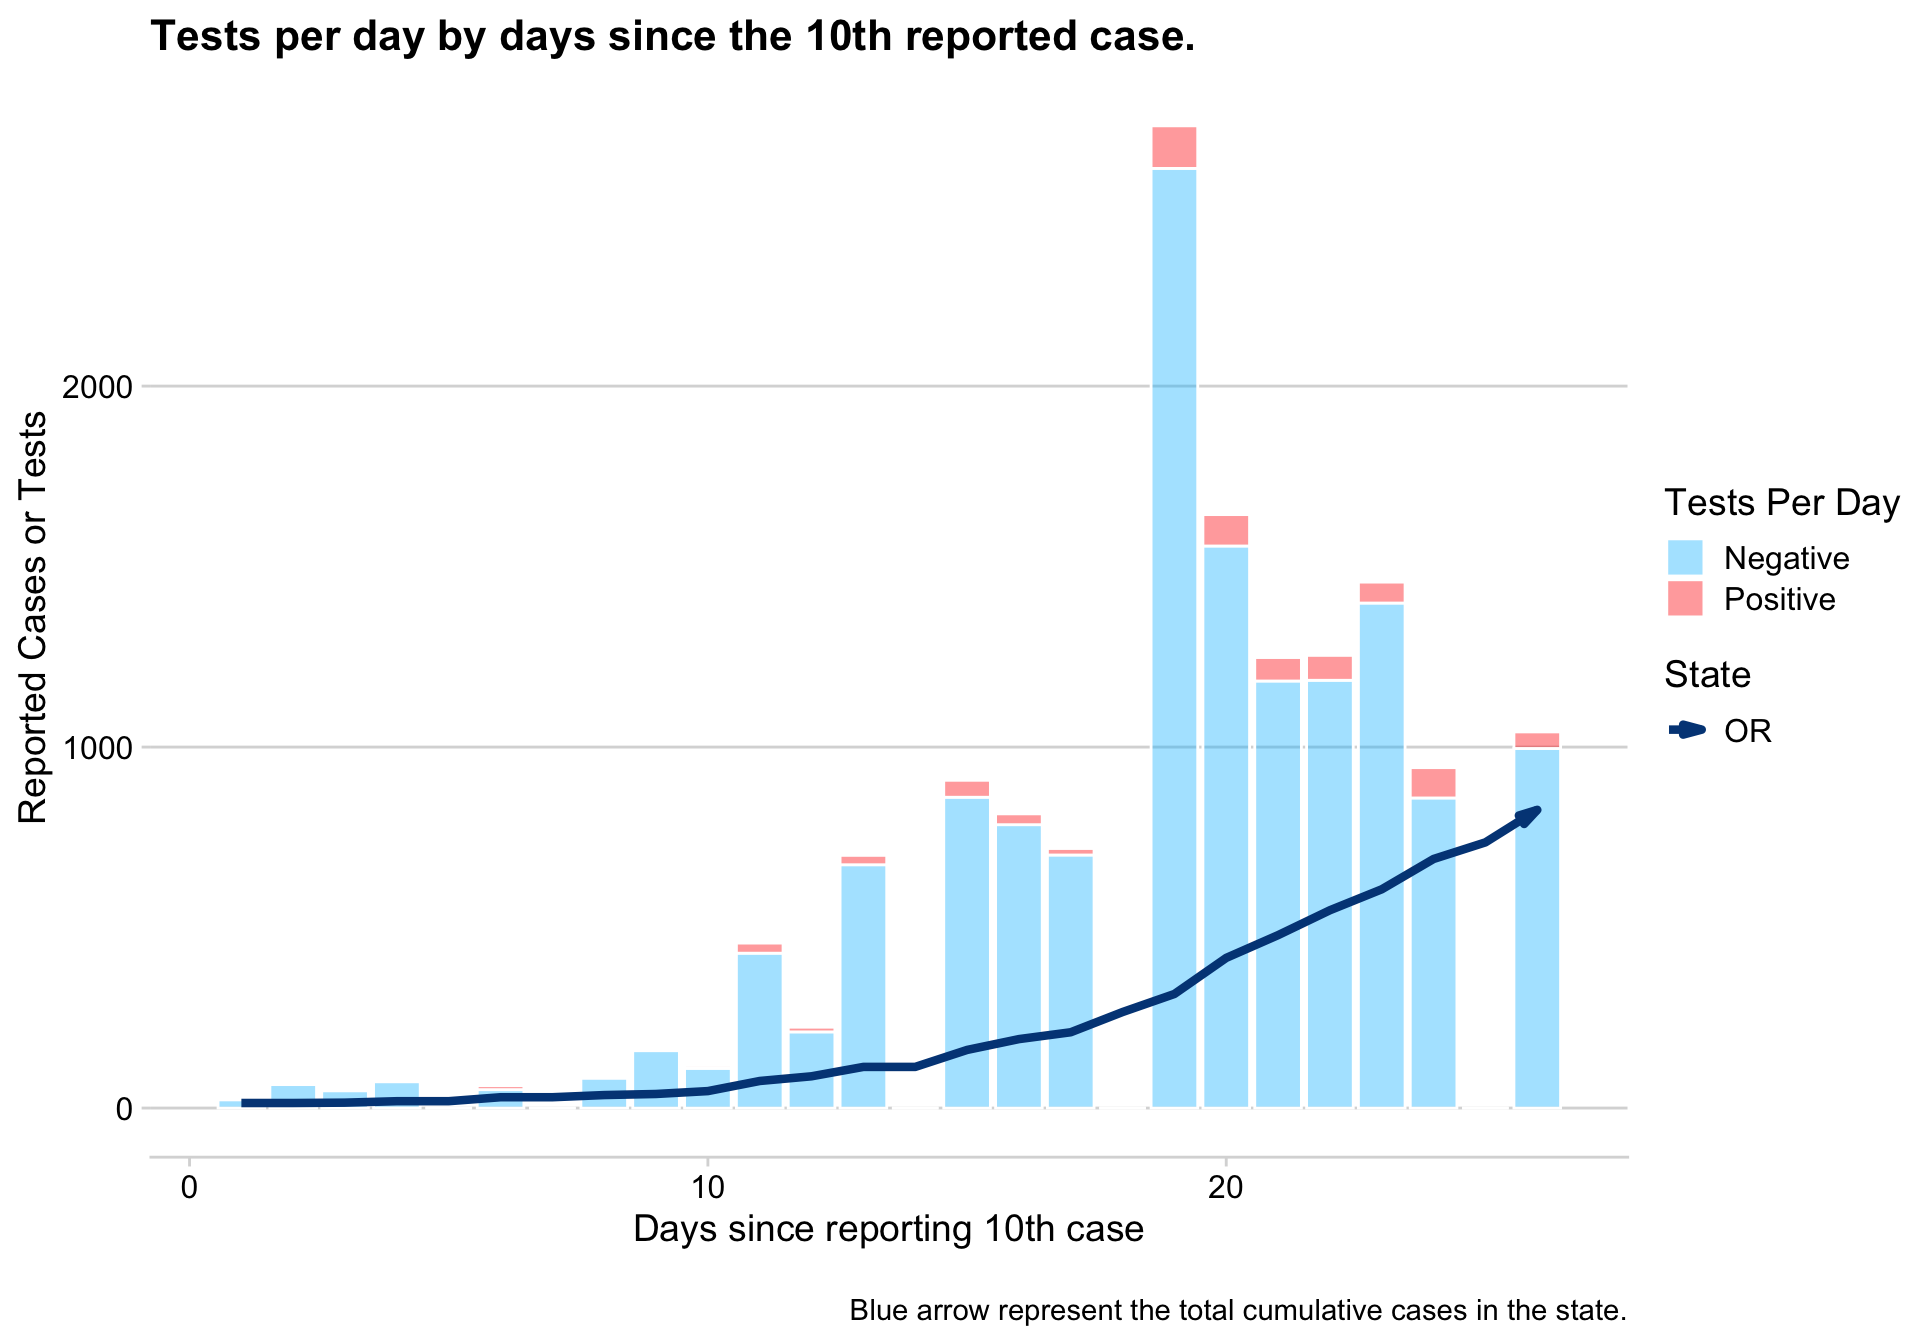 Tests per day by days since the 10th reported case.
Reported Cases or Tests
2000
1000
0
0
10
20
Days since reporting 10th case
Tests Per Day
Negative
Positive
State
OR
Blue arrow represent the total cumulative cases in the state.